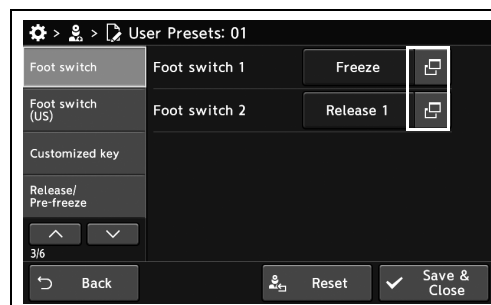 > > User Presets: 01
Foot switch
Foot switch 1
Freeze
Foot switch
(US)
Foot switch 2
Release 1
Customized key
Release/
Pre-freeze
3/6
Back
Reset
Save &
Close